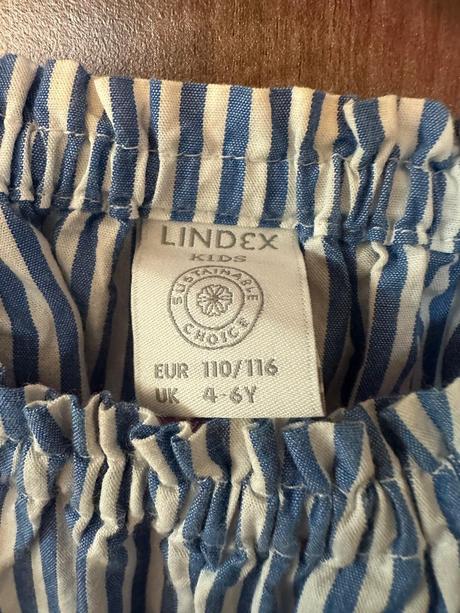 LINDEX
KIDS
SUSTAINABLE
CHOICE
EUR 110/116
UK 4-6Y